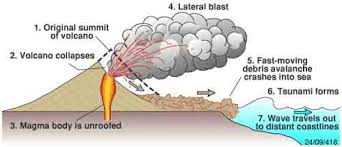 4. Lateral blast
1. Original summit
of volcano
2. Volcano collapses
5. Fast-moving
debris avalanche
crashes into sea
6. Tsunami forms
3. Magma body is unroofed
7. Wave travels out
to distant coastlines
24/09/418